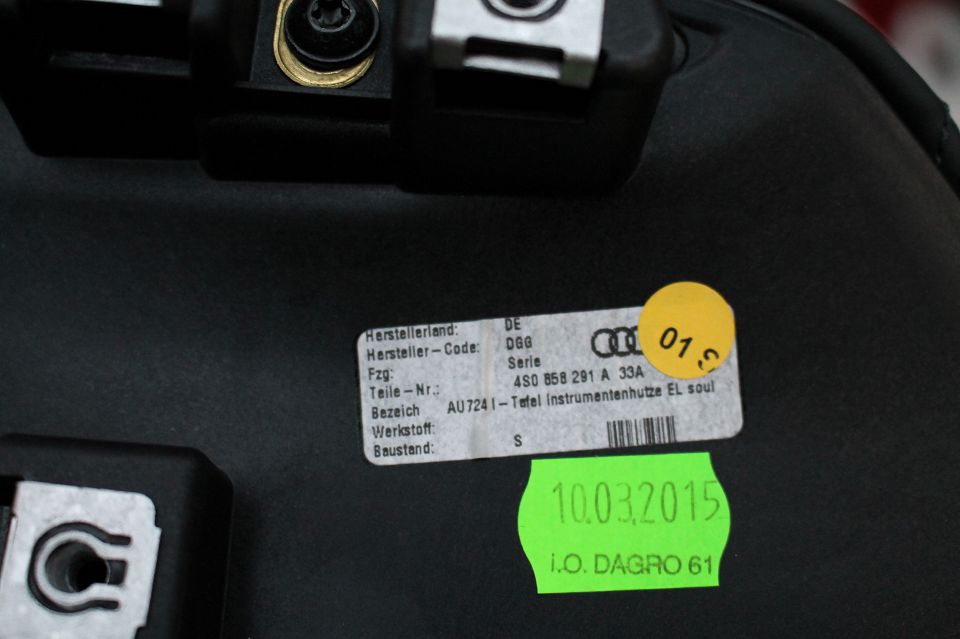 Herstellerland: DE
Hersteller-Code: DGG
Fzg: Serie
Teile-Nr.: 4S0 858 291 A 33A
Bezeich AU724 I-Tafel Instrumentenhutze EL soul
Werkstoff:
Baustand: S
01
10.03.2015
i.O. DAGRO 61